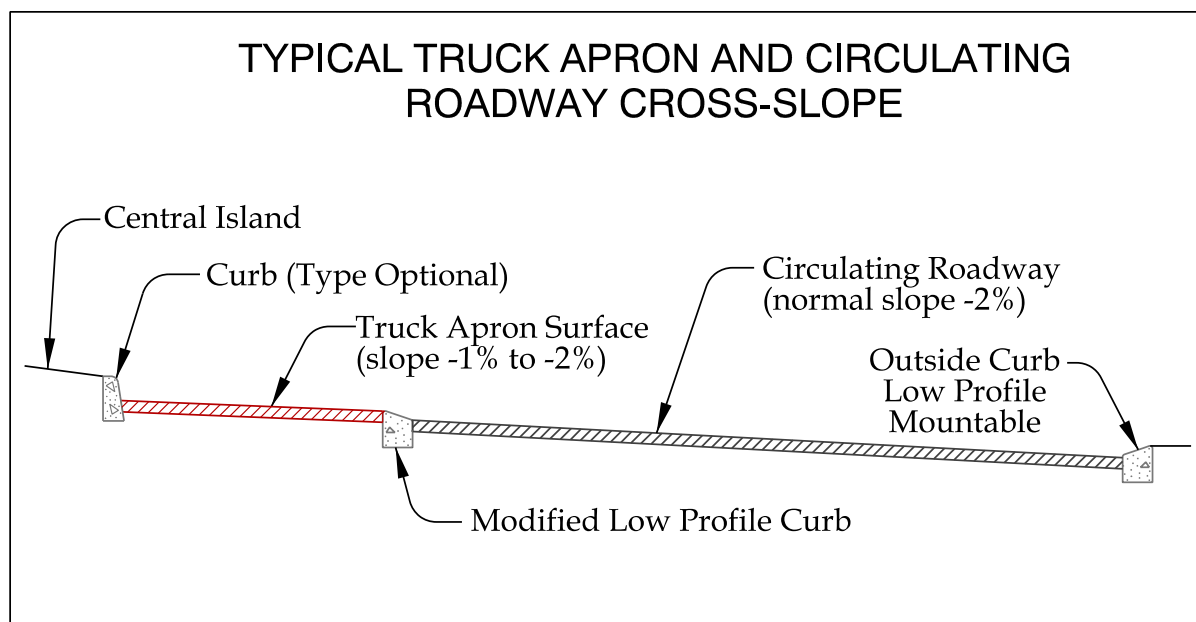 TYPICAL TRUCK APRON AND CIRCULATING
ROADWAY CROSS-SLOPE
Central Island
Curb (Type Optional)
Truck Apron Surface
(slope -1% to -2%)
Circulating Roadway
(normal slope -2%)
Outside Curb
Low Profile
Mountable
Modified Low Profile Curb